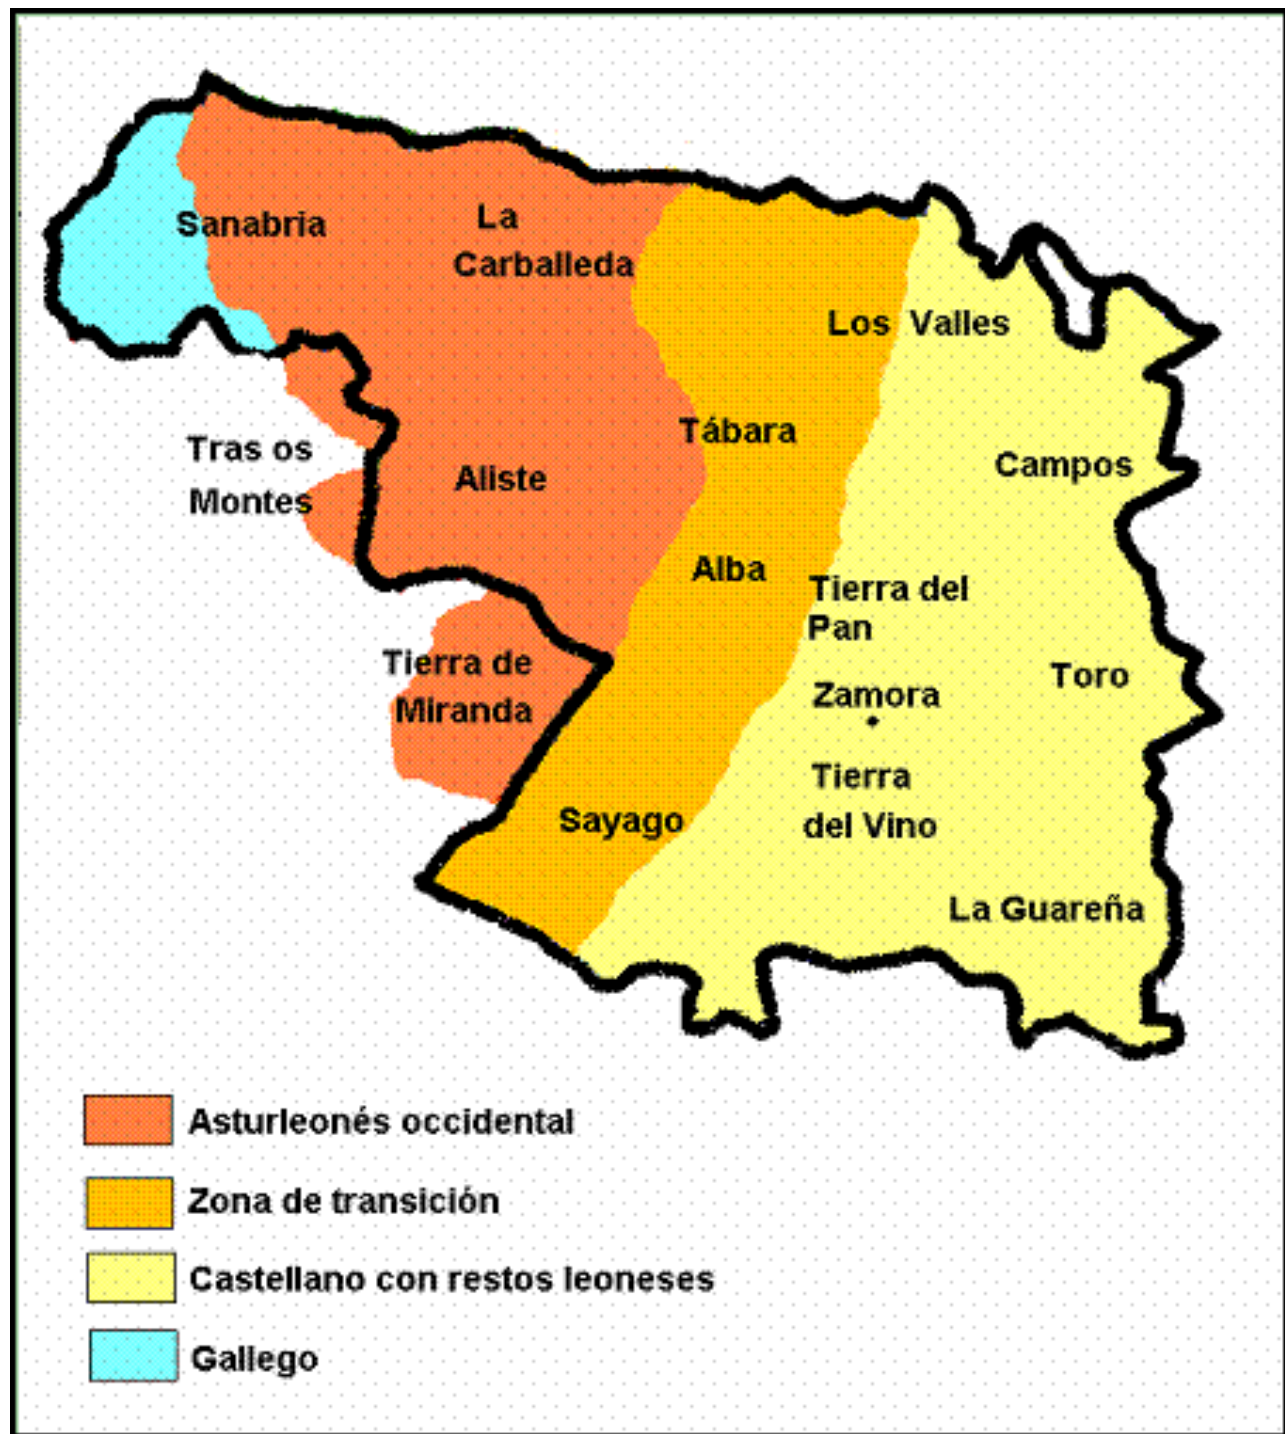 Sanabria
La
Carballeda
Los Valles
Tras os
Montes
Aliste
Tábara
Campos
Alba
Tierra del
Pan
Tierra de
Miranda
Zamora
Toro
Tierra
del Vino
Sayago
La Guareña
Asturleonés occidental
Zona de transición
Castellano con restos leoneses
Gallego